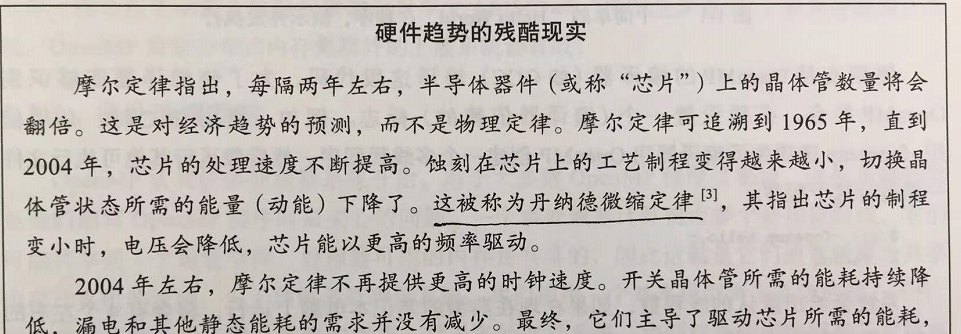 硬件趋势的残酷现实
摩尔定律指出，每隔两年左右，半导体器件（或称“芯片”）上的晶体管数量将会
翻倍。这是对经济趋势的预测，而不是物理定律。摩尔定律可追溯到 1965 年，直到
2004 年，芯片的处理速度不断提高。蚀刻在芯片上的工艺制程变得越来越小，切换晶
体管状态所需的能量（动能）下降了。这被称为丹纳德微缩定律 [3]，其指出芯片的制程
变小时，电压会降低，芯片能以更高的频率驱动。
2004 年左右，摩尔定律不再提供更高的时钟速度。开关晶体管所需的能耗持续降
低，漏电和其他静态能耗的需求并没有减少。最终，它们主导了驱动芯片所需的能耗，